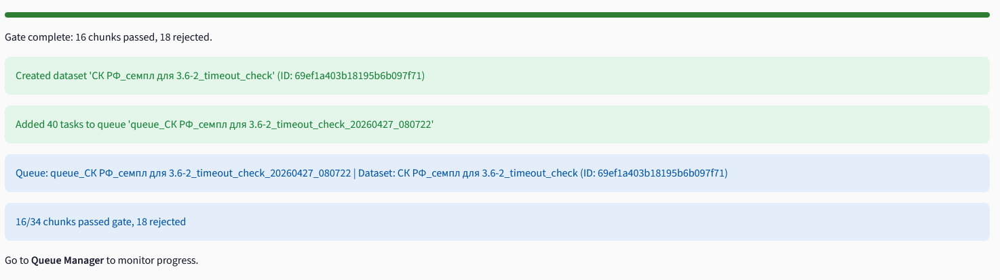 Gate complete: 16 chunks passed, 18 rejected.
Created dataset 'СК РФ_семпл для 3.6-2_timeout_check' (ID: 69ef1a403b18195b6b097f71)
Added 40 tasks to queue 'queue_СК РФ_семпл для 3.6-2_timeout_check_20260427_080722'
Queue: queue_СК РФ_семпл для 3.6-2_timeout_check_20260427_080722 | Dataset: СК РФ_семпл для 3.6-2_timeout_check (ID: 69ef1a403b18195b6b097f71)
16/34 chunks passed gate, 18 rejected
Go to Queue Manager to monitor progress.